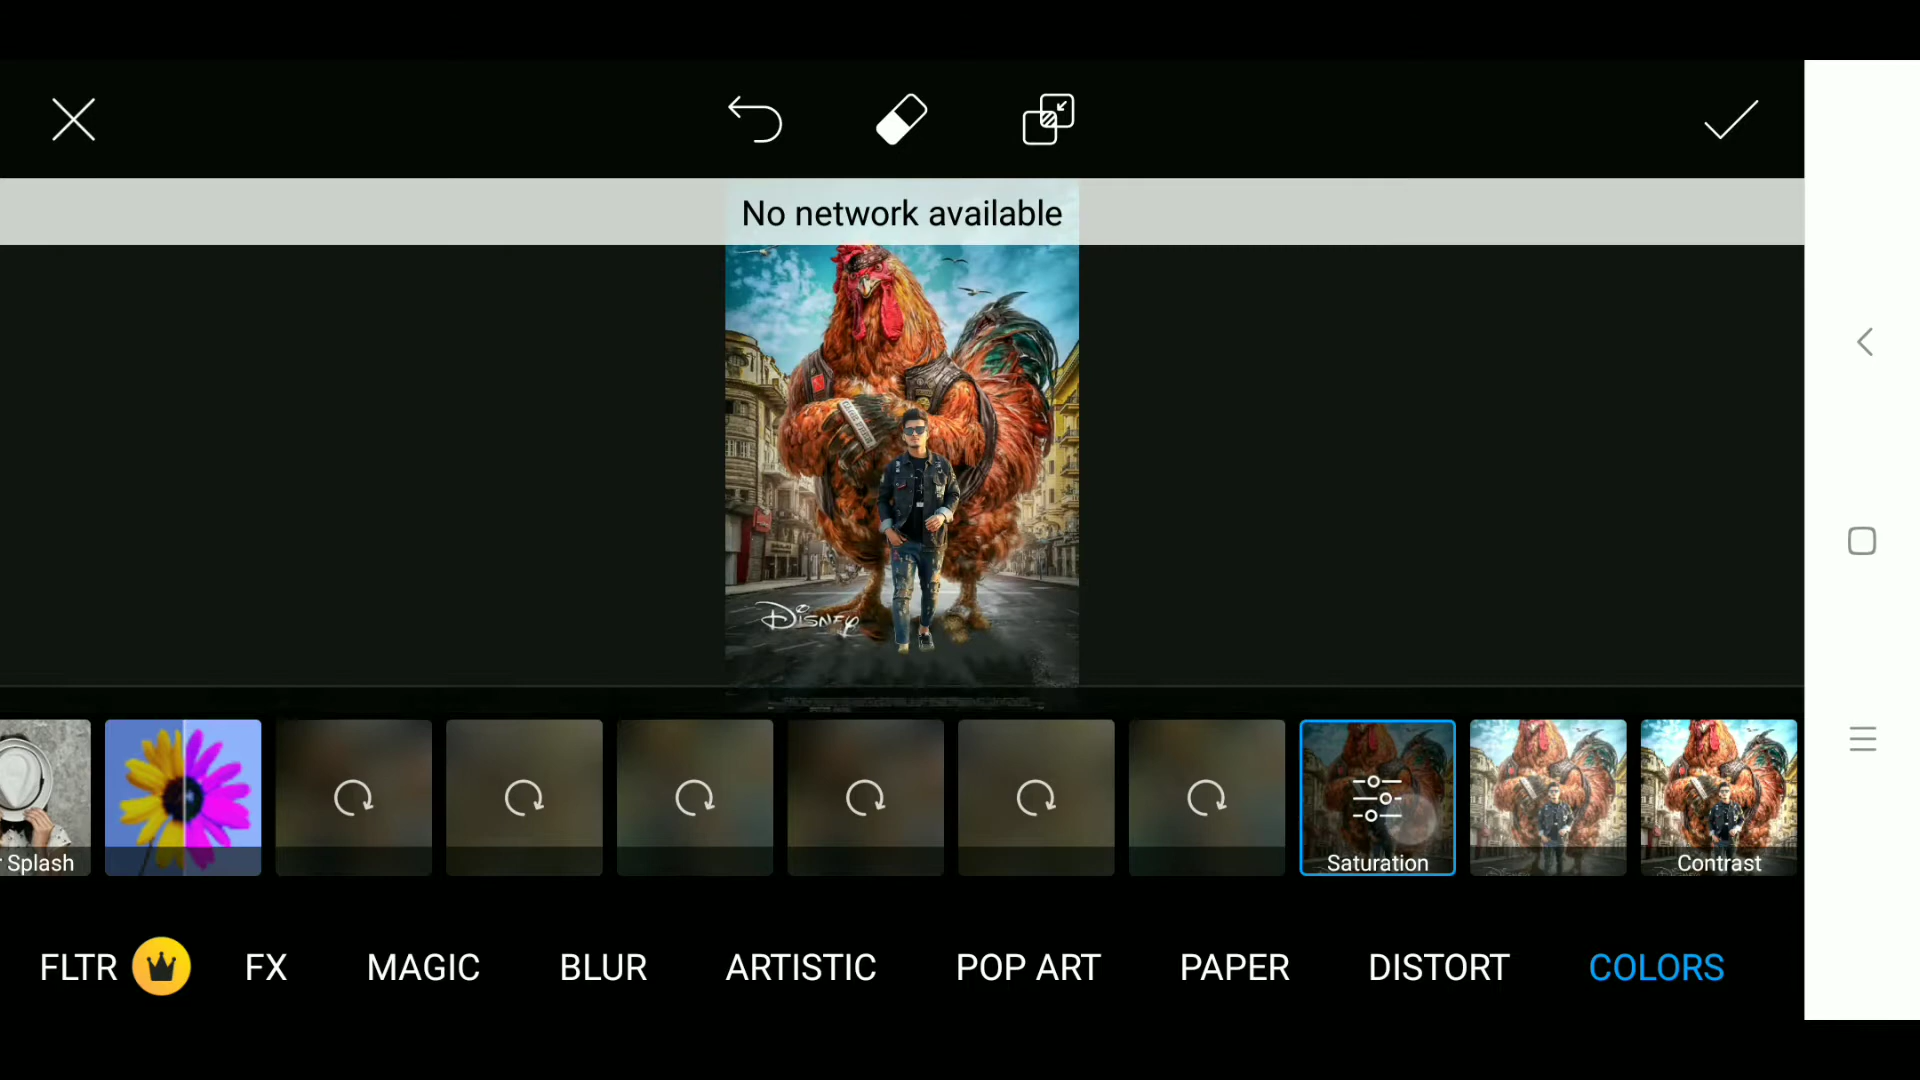 No network available
Disney
r Splash
Saturation
Contrast
FLTR FX MAGIC BLUR ARTISTIC POP ART PAPER DISTORT COLORS